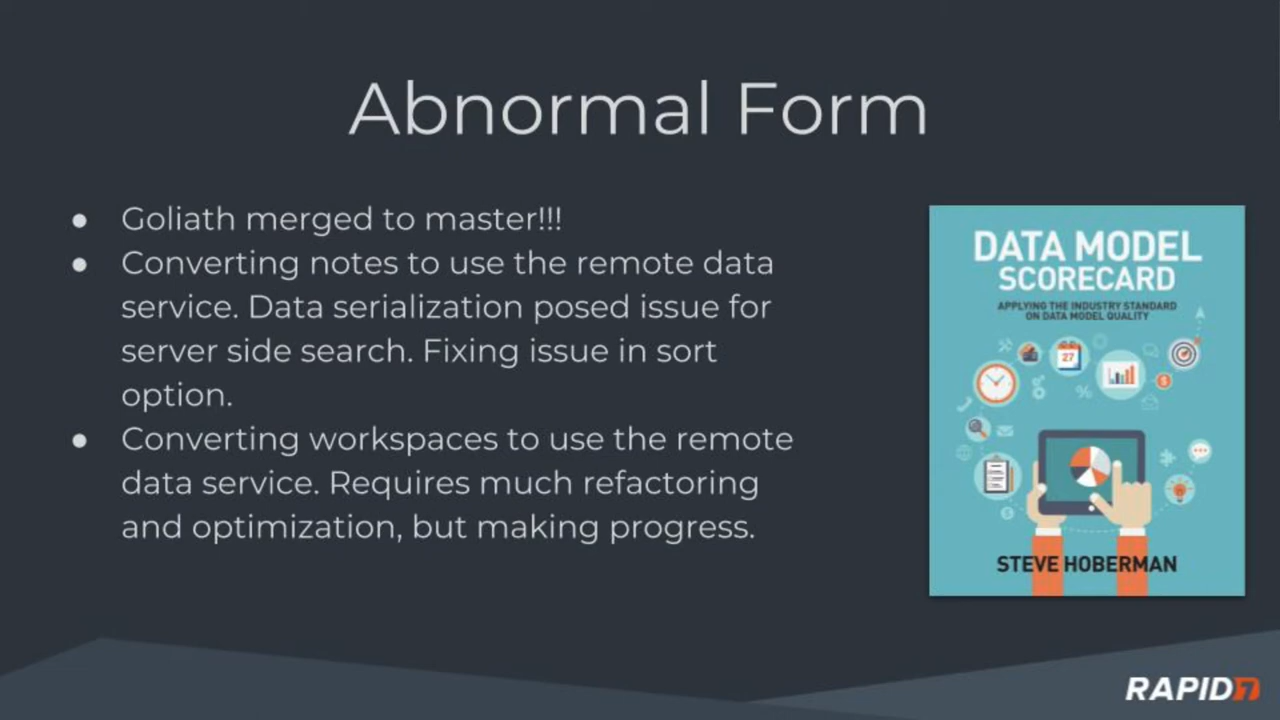 Abnormal Form
● Goliath merged to master!!!
● Converting notes to use the remote data
service. Data serialization posed issue for
server side search. Fixing issue in sort
option.
● Converting workspaces to use the remote
data service. Requires much refactoring
and optimization, but making progress.
DATA MODEL
SCORECARD
APPLYING THE INDUSTRY STANDARD
ON DATA MODEL QUALITY
27
STEVE HOBERMAN
RAPID7